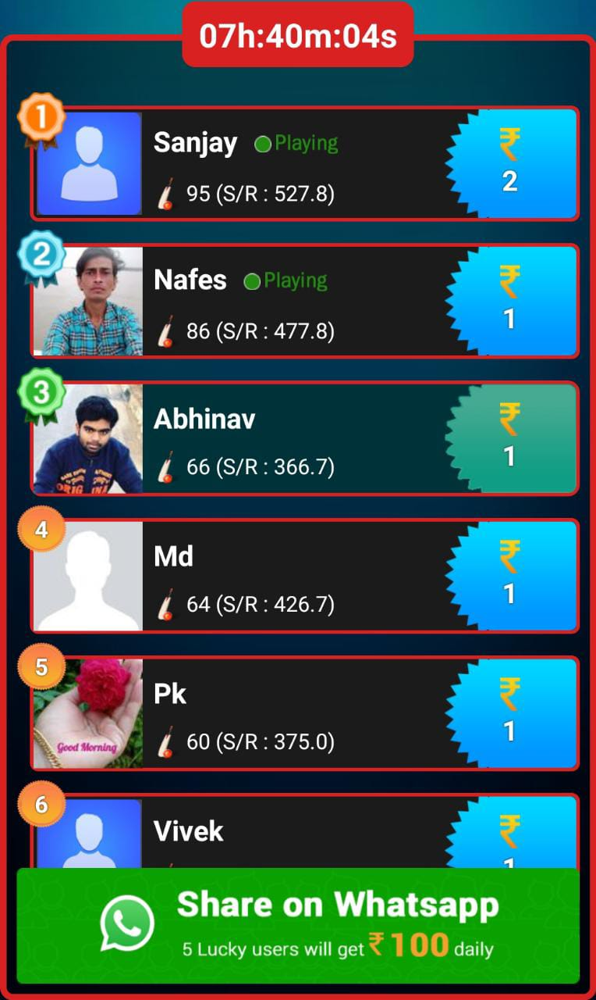 07h:40m:04s
1
Sanjay Playing
95 (S/R : 527.8)
₹
2
2
Nafes Playing
86 (S/R : 477.8)
₹
1
3
Abhinav
66 (S/R : 366.7)
₹
1
4
Md
64 (S/R : 426.7)
₹
1
5
Pk
60 (S/R : 375.0)
Good Morning
₹
1
6
Vivek
₹
1
Share on Whatsapp
5 Lucky users will get ₹ 100 daily